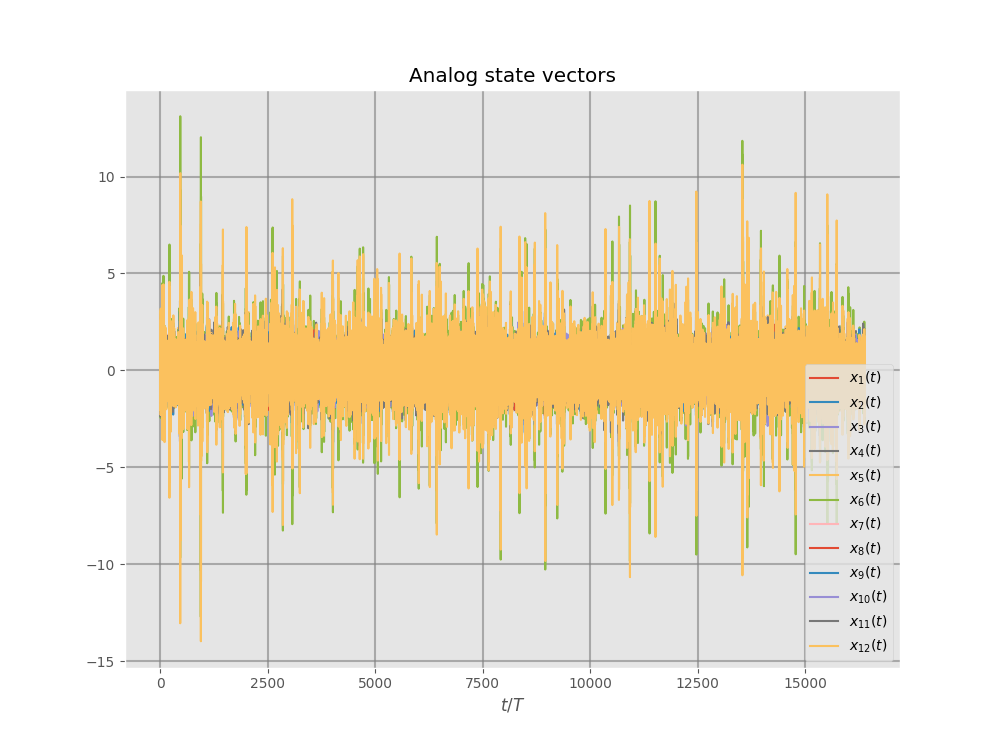 Analog state vectors
10
5
0
−5
−10
−15
0 2500 5000 7500 10000 12500 15000
t/T
x₁(t)
x₂(t)
x₃(t)
x₄(t)
x₅(t)
x₆(t)
x₇(t)
x₈(t)
x₉(t)
x₁₀(t)
x₁₁(t)
x₁₂(t)